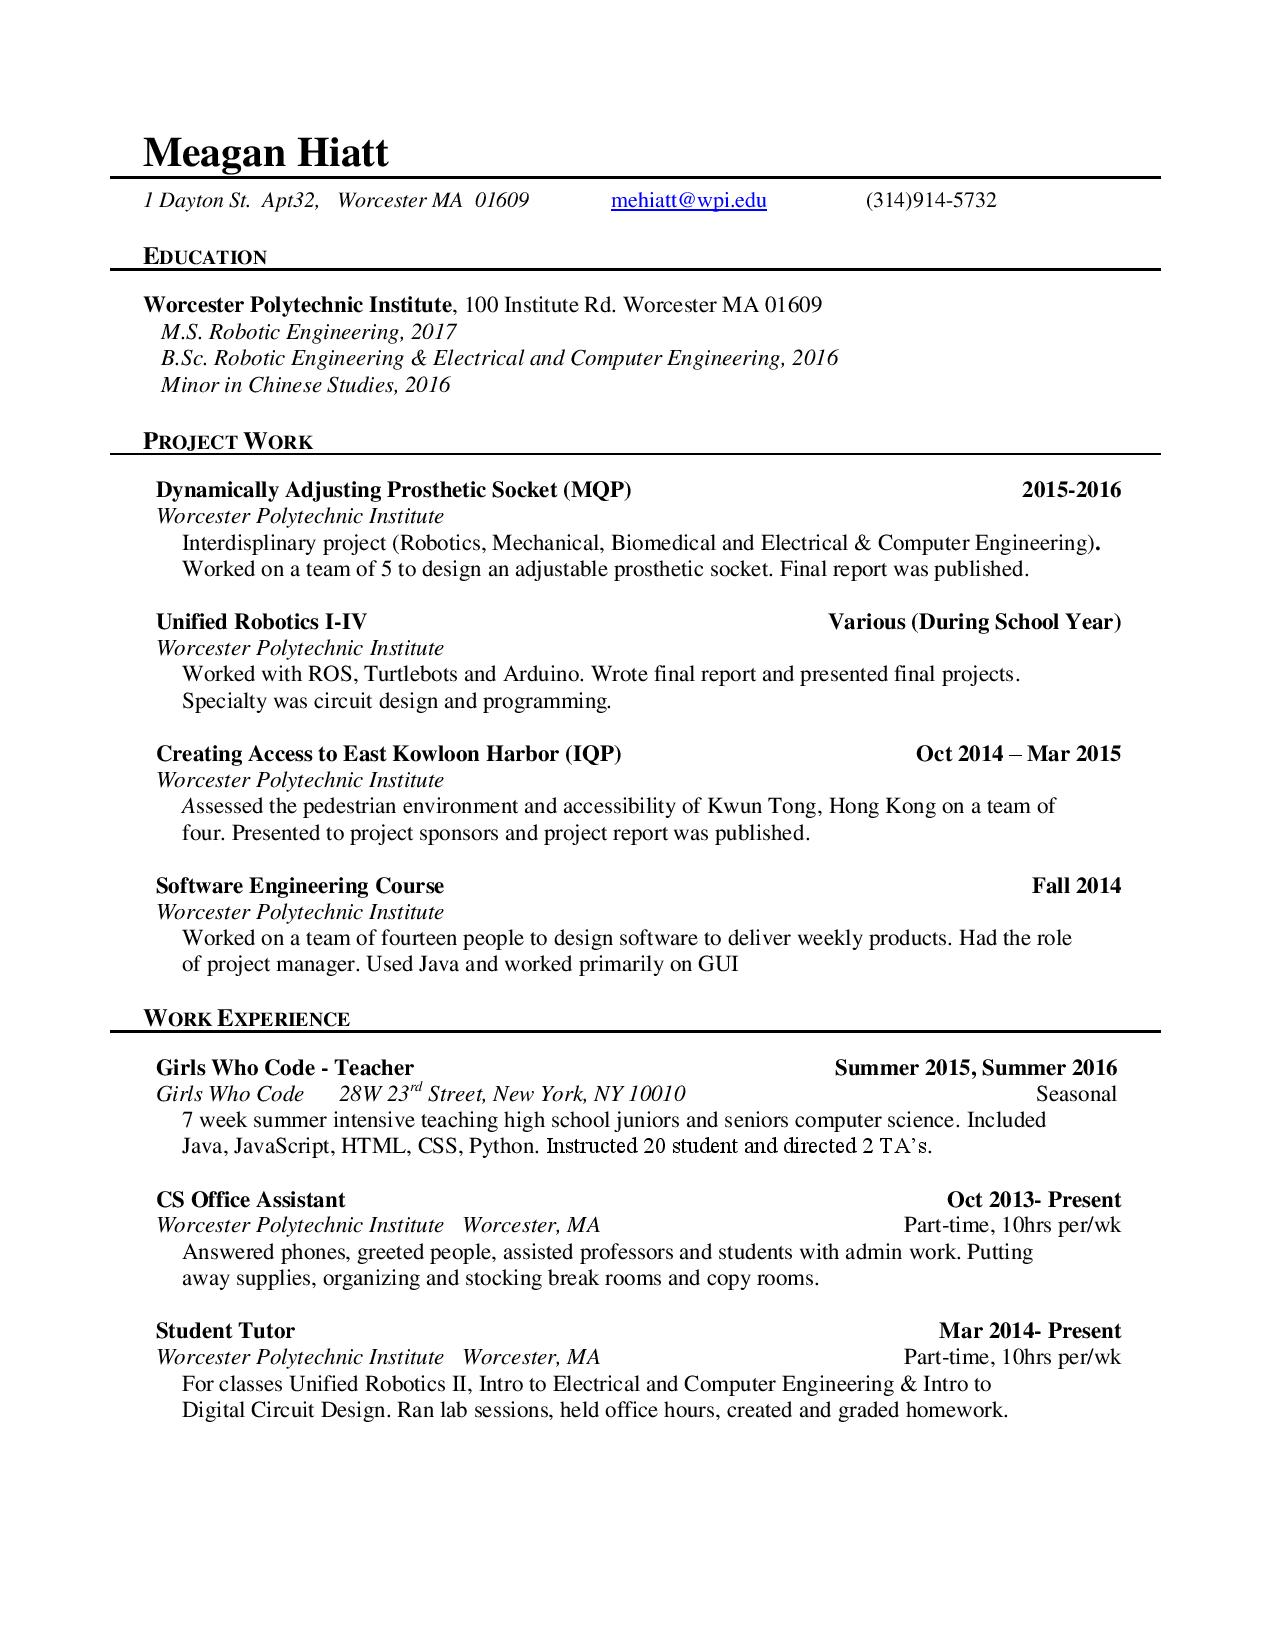 Meagan Hiatt
1 Dayton St. Apt32, Worcester MA 01609 mehiatt@wpi.edu (314)914-5732
EDUCATION
Worcester Polytechnic Institute, 100 Institute Rd. Worcester MA 01609
M.S. Robotic Engineering, 2017
B.Sc. Robotic Engineering & Electrical and Computer Engineering, 2016
Minor in Chinese Studies, 2016
PROJECT WORK
Dynamically Adjusting Prosthetic Socket (MQP) 2015-2016
Worcester Polytechnic Institute
Interdisplinary project (Robotics, Mechanical, Biomedical and Electrical & Computer Engineering).
Worked on a team of 5 to design an adjustable prosthetic socket. Final report was published.
Unified Robotics I-IV Various (During School Year)
Worcester Polytechnic Institute
Worked with ROS, Turtlebots and Arduino. Wrote final report and presented final projects.
Specialty was circuit design and programming.
Creating Access to East Kowloon Harbor (IQP) Oct 2014 – Mar 2015
Worcester Polytechnic Institute
Assessed the pedestrian environment and accessibility of Kwun Tong, Hong Kong on a team of
four. Presented to project sponsors and project report was published.
Software Engineering Course Fall 2014
Worcester Polytechnic Institute
Worked on a team of fourteen people to design software to deliver weekly products. Had the role
of project manager. Used Java and worked primarily on GUI
WORK EXPERIENCE
Girls Who Code - Teacher Summer 2015, Summer 2016
Girls Who Code 28W 23rd Street, New York, NY 10010 Seasonal
7 week summer intensive teaching high school juniors and seniors computer science. Included
Java, JavaScript, HTML, CSS, Python. Instructed 20 student and directed 2 TA’s.
CS Office Assistant Oct 2013- Present
Worcester Polytechnic Institute Worcester, MA Part-time, 10hrs per/wk
Answered phones, greeted people, assisted professors and students with admin work. Putting
away supplies, organizing and stocking break rooms and copy rooms.
Student Tutor Mar 2014- Present
Worcester Polytechnic Institute Worcester, MA Part-time, 10hrs per/wk
For classes Unified Robotics II, Intro to Electrical and Computer Engineering & Intro to
Digital Circuit Design. Ran lab sessions, held office hours, created and graded homework.